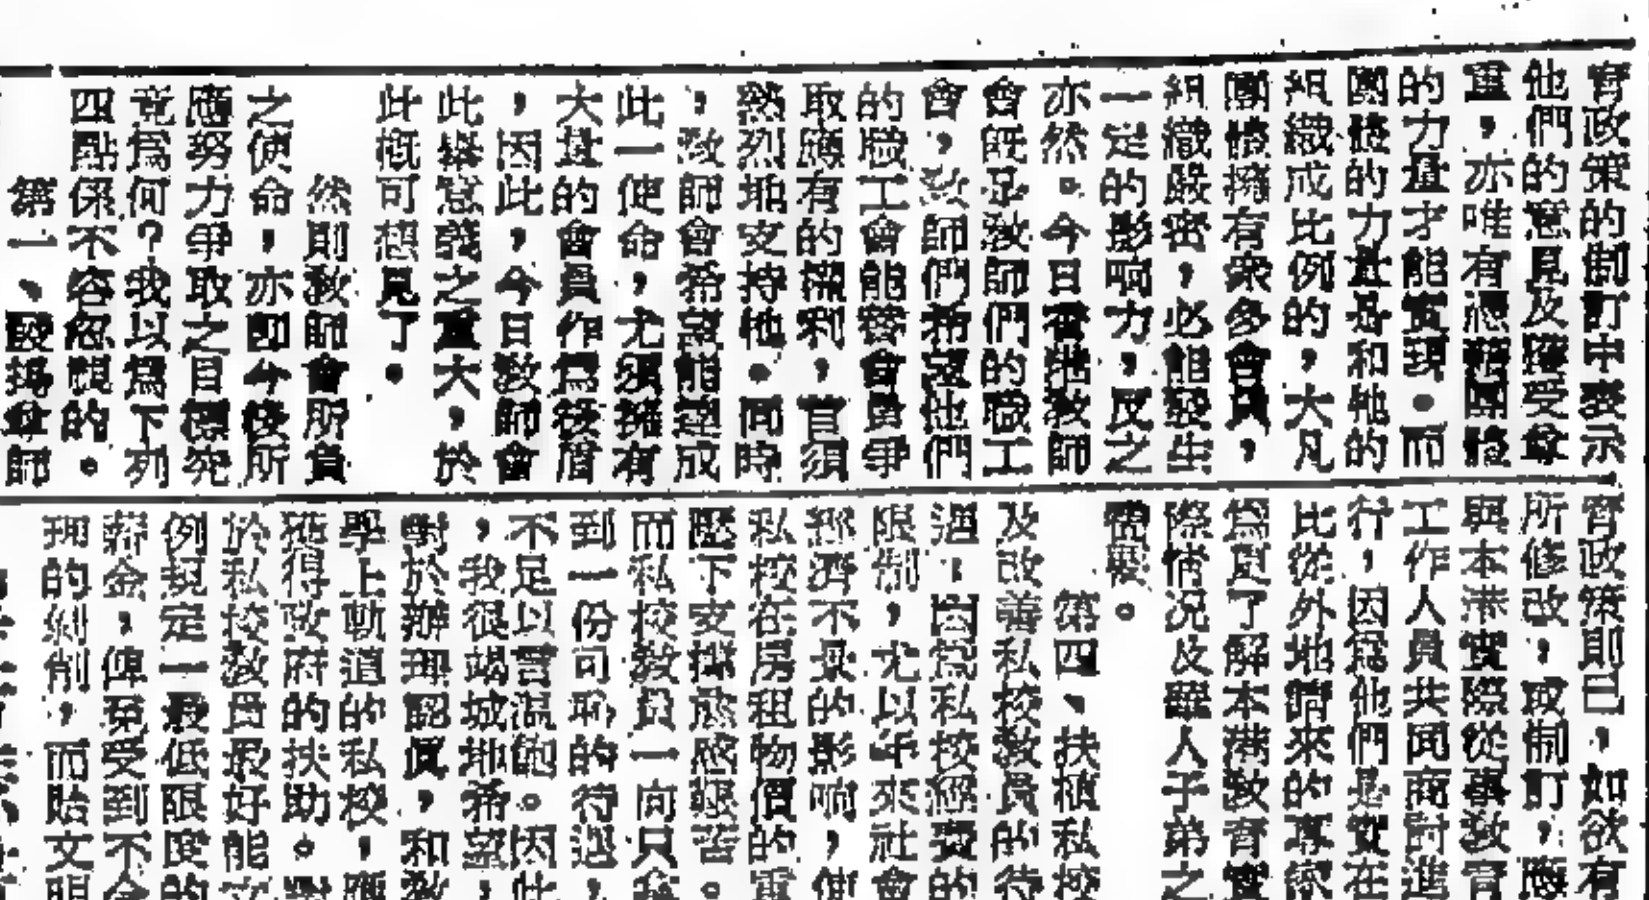 育政策的制訂中表示
他們的意見及獲受尊
重，亦唯有憑藉團體
的力量才能實現。而
團體的力量是和他的
組織成比例的，大凡
團體擁有衆多會員，
組織嚴密，必能發生
一定的影响力，反之
亦然。今日香港教師
會既是教師們的職工
會，教師們希望他們
的職工會能替會員爭
取應有的權利，首須
熱烈地支持他。同時
，教師會希望能達成
此一使命，尤須擁有
大量的會員作爲後盾
，因此，今日教師會
此舉意義之重大，於
此概可想見了。
然則教師會所負
之使命，亦即今後所
應努力爭取之目標究
竟爲何？我以爲下列
四點係不容忽視的。
第一、
育政策則已，如欲有
所修改，取制訂，應
與本港實際從事教育
工作人員共同商討進
行，因爲他們是實在
比從外地請來的專家
爲更了解本港教育實
際情况及羅人子弟之
需要。
第四、扶植私校
及改善私校教員的待
遇：因爲私校經費的
限制，尤以年來社會
經濟不景的影响，使
私校在房租物價的重
壓下支撑感艱苦。
而私校教員一向只拿
到一份可恥的待遇，
不足以言温飽。因此
，我很竭城地希望，
對於辦理認真，和教
學上軌道的私校，應
獲得政府的扶助。對
於私校教員最好能立
例規定一最低限度的
薪金，俾免受到不合
理的剝削，而貽文明